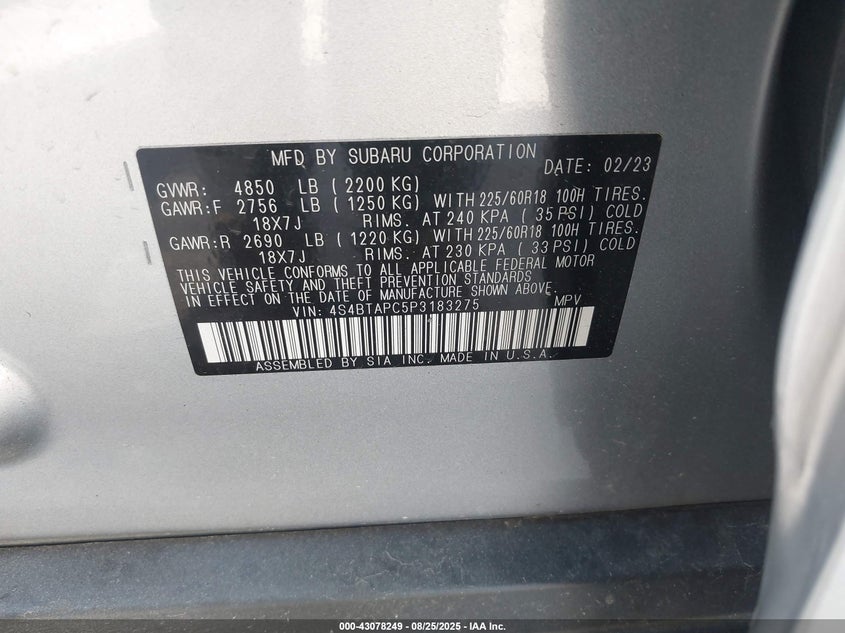 MFD BY SUBARU CORPORATION DATE: 02/23
GVWR: 4850 LB ( 2200 KG)
GAWR:F 2756 LB ( 1250 KG) WITH 225/60R18 100H TIRES.
18X7J RIMS. AT 240 KPA ( 35 PSI) COLD
GAWR:R 2690 LB ( 1220 KG) WITH 225/60R18 100H TIRES.
18X7J RIMS. AT 230 KPA ( 33 PSI) COLD
THIS VEHICLE CONFORMS TO ALL APPLICABLE FEDERAL MOTOR
VEHICLE SAFETY AND THEFT PREVENTION STANDARDS
IN EFFECT ON THE DATE OF MANUFACTURE SHOWN ABOVE.
VIN: 4S4BTAPC5P3183275 MPV
ASSEMBLED BY SIA INC. MADE IN U.S.A.
000-43078249 - 08/25/2025 - IAA Inc.